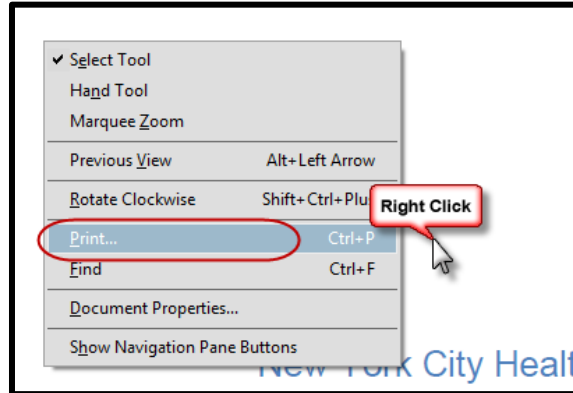 ✔ Select Tool
Hand Tool
Marquee Zoom
Previous View Alt+Left Arrow
Rotate Clockwise Shift+Ctrl+Plus
Right Click
Print... Ctrl+P
Find Ctrl+F
Document Properties...
Show Navigation Pane Buttons
New York City Healt